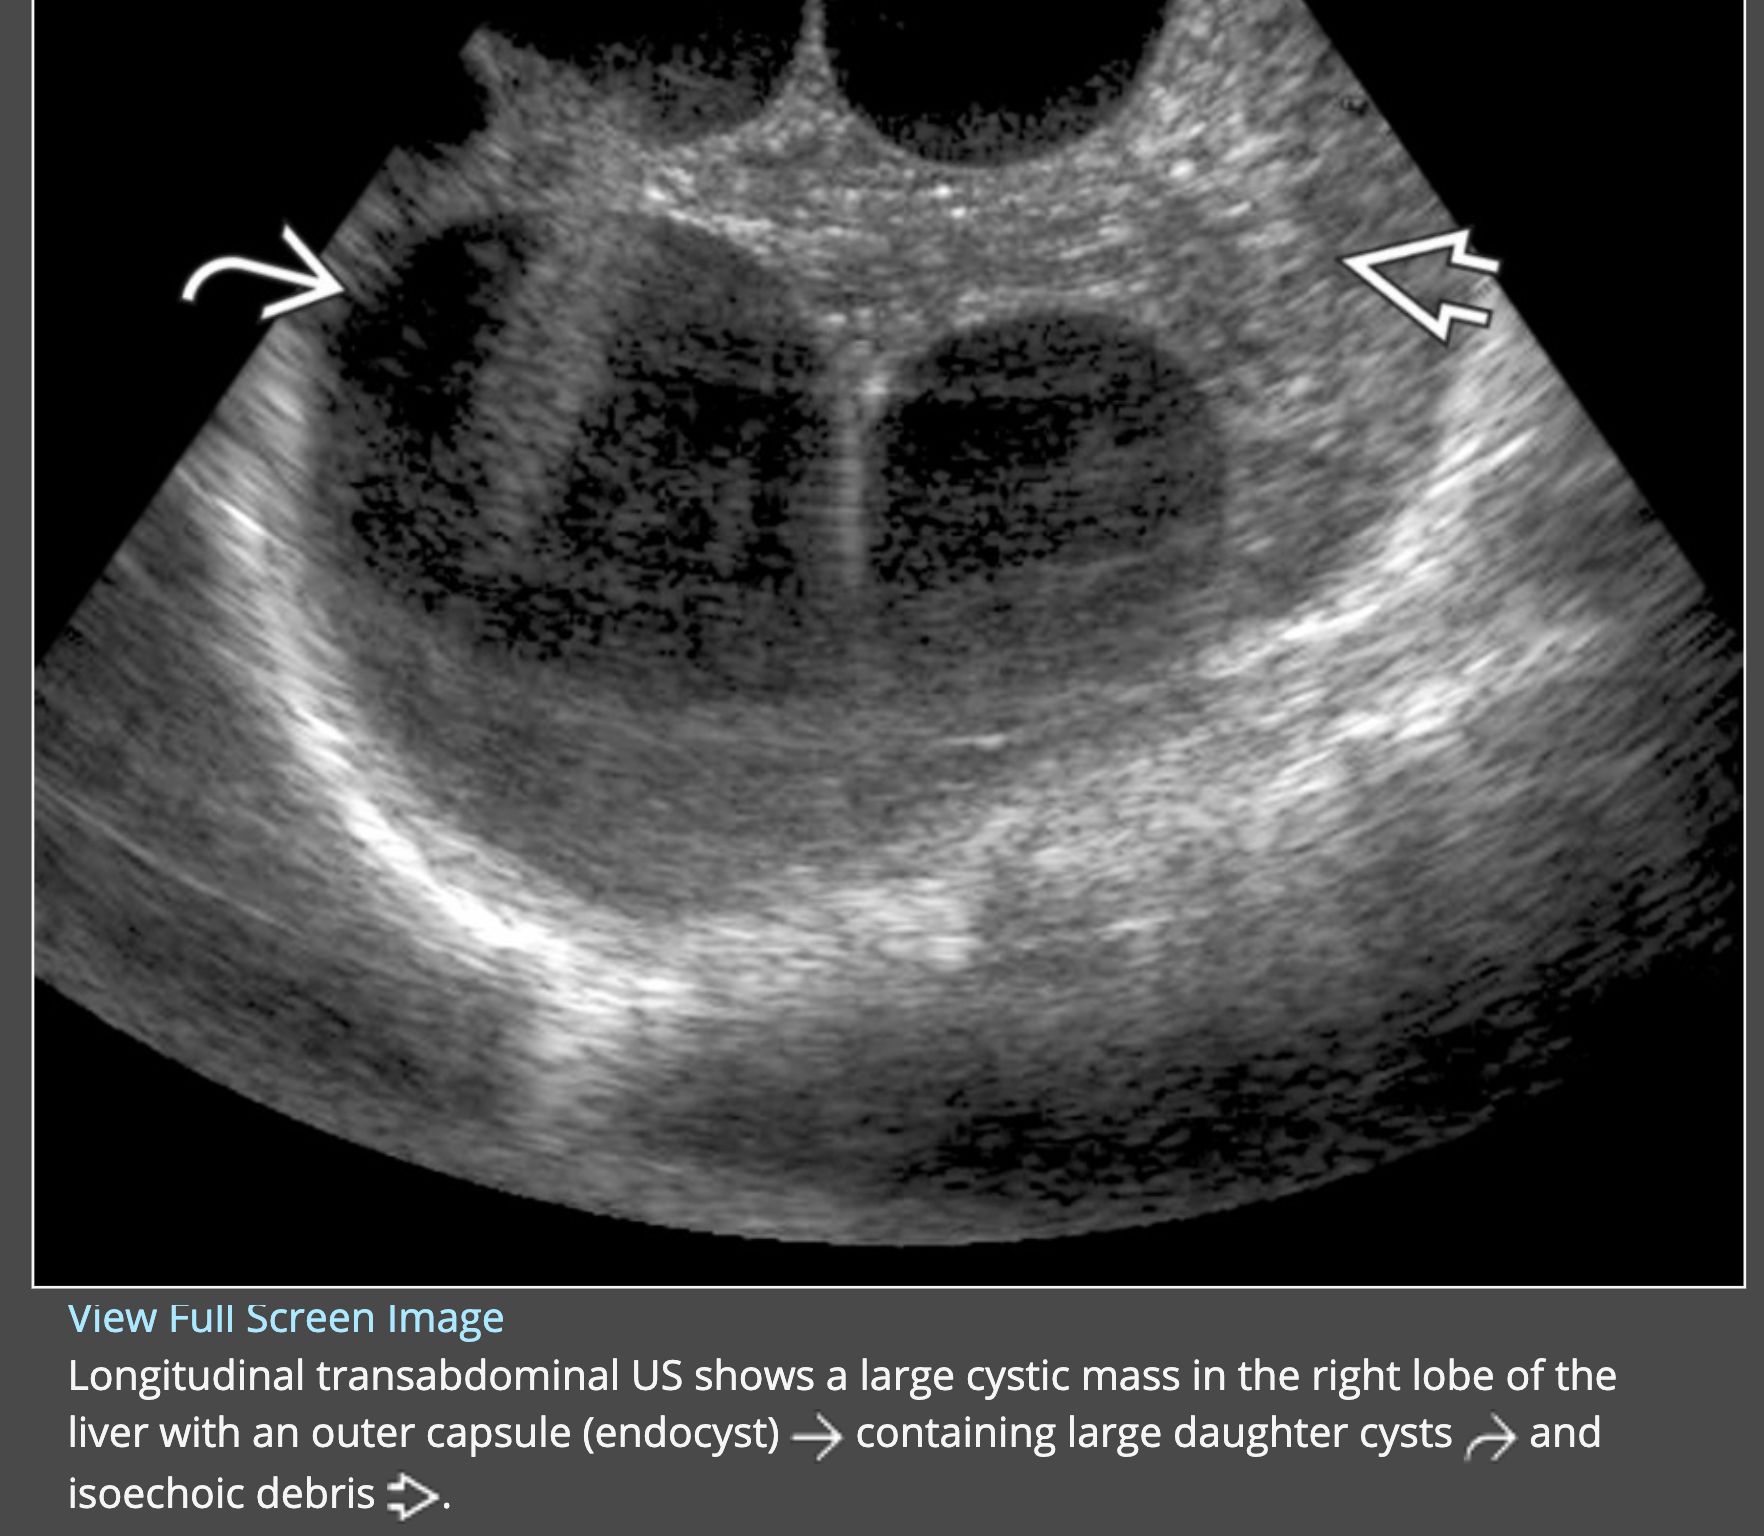 View Full Screen Image
Longitudinal transabdominal US shows a large cystic mass in the right lobe of the
liver with an outer capsule (endocyst) → containing large daughter cysts ↷ and
isoechoic debris ⇨.